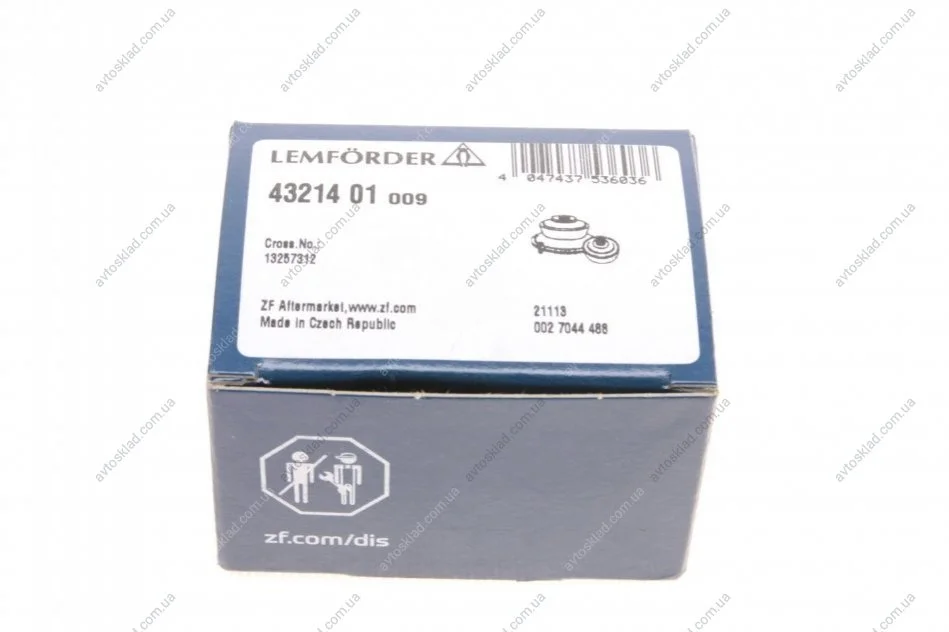 LEMFÖRDER
4 047437 536036
43214 01 009
Cross.No.:
13257312
ZF Aftermarket,www.zf.com
Made in Czech Republic
21113
002 7044 488
zf.com/dis
avtosklad.com.ua